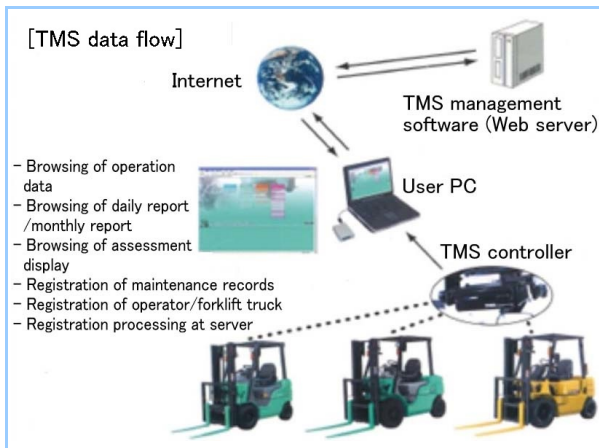 [TMS data flow]
Internet
TMS management
software (Web server)
- Browsing of operation
data
- Browsing of daily report
/monthly report
- Browsing of assessment
display
- Registration of maintenance records
- Registration of operator/forklift truck
- Registration processing at server
User PC
TMS controller